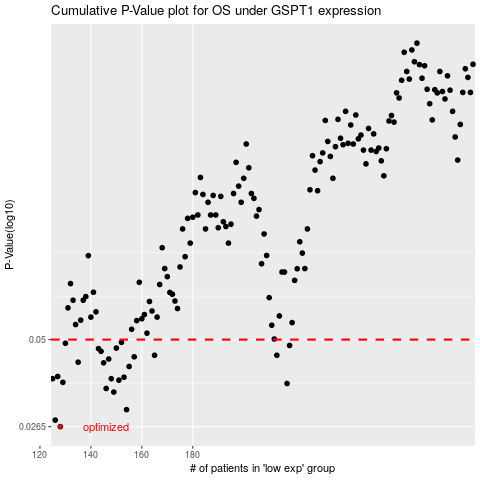 Cumulative P-Value plot for OS under GSPT1 expression
P-Value(log10)
0.05
0.0265
optimized
120 140 160 180
# of patients in 'low exp' group